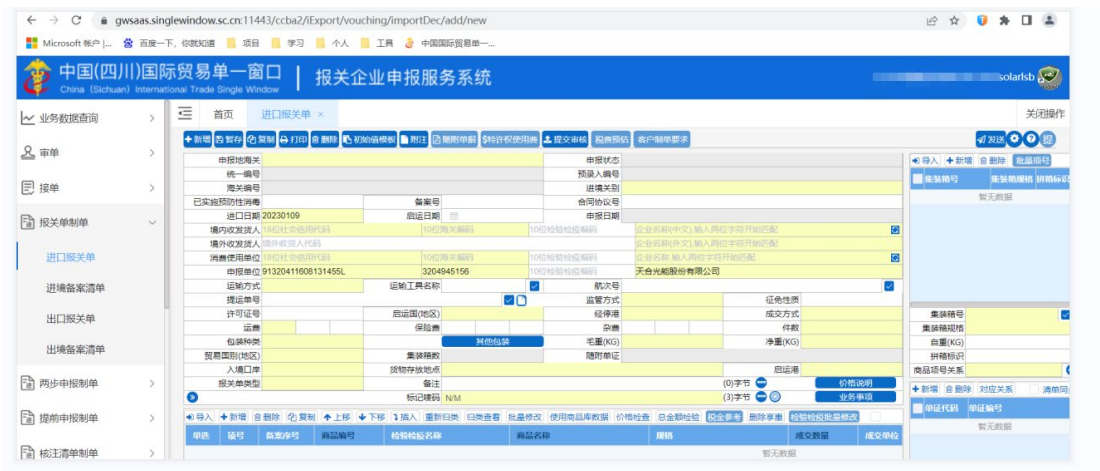 gwsaas.singlewindow.sc.cn:11443/ccba2/iExport/vouching/importDec/add/new
Microsoft 帐户 |... 百度一下，你就知道 项目 学习 个人 工具 中国国际贸易单一...
中国(四川)国际贸易单一窗口 | 报关企业申报服务系统
China (Sichuan) International Trade Single Window
solarlsb
业务数据查询 首页 进口报关单 × 关闭操作
+新增 暂存 复制 打印 删除 初始值模板 附注 随附单据 $特许权使用费 提交审核 税费预估 客户制单要求 发送
审单
接单
报关单制单
进口报关单
进境备案清单
出口报关单
出境备案清单
两步申报制单
提前申报制单
核注清单制单
申报地海关 申报状态
统一编号 预录入编号
海关编号 进境关别
已实施预防性消毒 备案号 合同协议号
进口日期 20230109 启运日期 申报日期
境内收发货人 18位社会信用代码 10位海关编码 10位检验检疫编码 企业名称(中文),输入两位字符开始匹配
境外收发货人 境外收发货人代码 企业名称(外文),输入两位字符开始匹配
消费使用单位 18位社会信用代码 10位海关编码 10位检验检疫编码 企业名称,输入两位字符开始匹配
申报单位 91320411608131455L 3204945156 10位检验检疫编码 天合光能股份有限公司
运输方式 运输工具名称 航次号
提运单号 监管方式 征免性质
许可证号 启运国(地区) 经停港 成交方式
运费 保险费 杂费 件数
包装种类 其他包装 毛重(KG) 净重(KG)
贸易国别(地区) 集装箱数 随附单证
入境口岸 货物存放地点 启运港
报关单类型 备注 (0)字节 价格说明
标记唛码 N/M (3)字节 业务事项
导入 +新增 删除 复制 上移 下移 插入 重新归类 归类查看 批量修改 使用商品库数据 价格检查 总金额检验 税金参考 删除享惠 检验检疫批量修改
单选 项号 备案序号 商品编号 检验检疫名称 商品名称 规格 成交数量 成交单位
暂无数据
导入 +新增 删除 批量项号
集装箱号 集装箱规格 拼箱标识
暂无数据
集装箱号
集装箱规格
自重(KG)
拼箱标识
商品项号关系
+新增 删除 对应关系 清单同
单证代码 单证编号
暂无数据